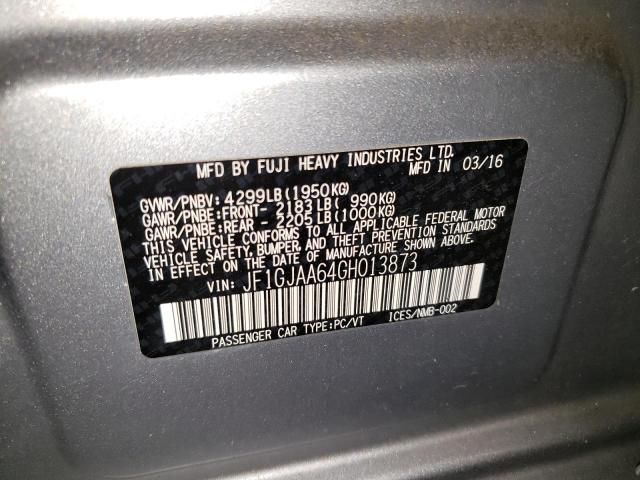 MFD BY FUJI HEAVY INDUSTRIES LTD.
MFD IN 03/16
GVWR/PNBV: 4299LB(1950KG)
GAWR/PNBE:FRONT- 2183LB( 990KG)
GAWR/PNBE:REAR - 2205LB(1000KG)
THIS VEHICLE CONFORMS TO ALL APPLICABLE FEDERAL MOTOR
VEHICLE SAFETY, BUMPER, AND THEFT PREVENTION STANDARDS
IN EFFECT ON THE DATE OF MANUFACTURE SHOWN ABOVE.
VIN: JF1GJAA64GH013873
PASSENGER CAR TYPE:PC/VT ICES/NMB-002